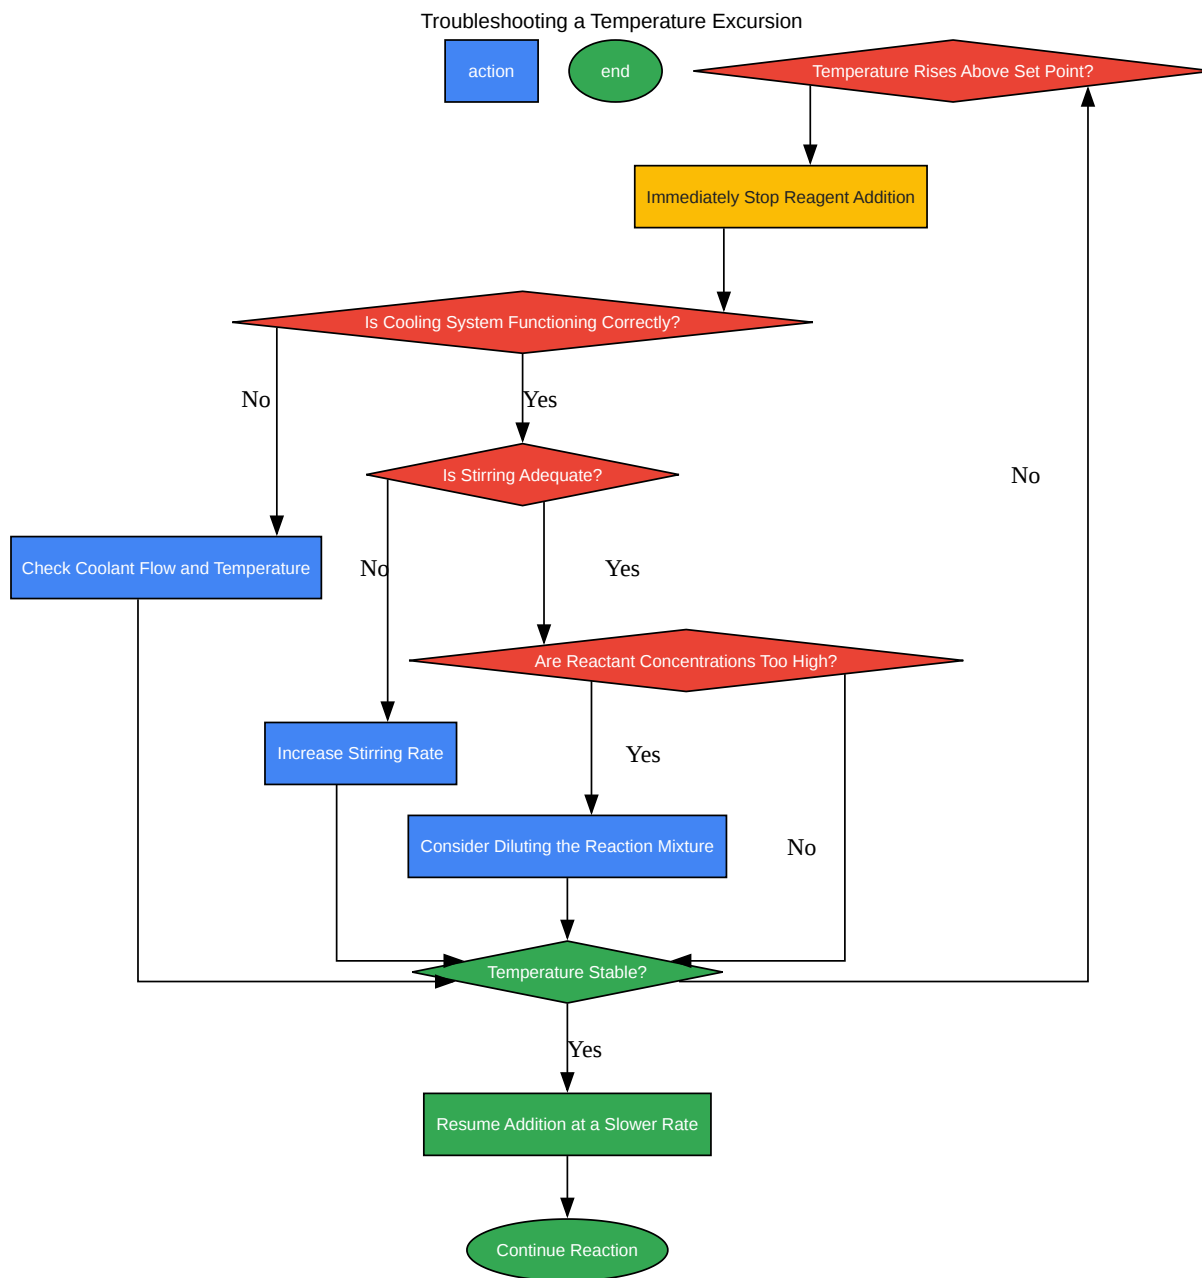 Troubleshooting a Temperature Excursion
action
end
Temperature Rises Above Set Point?
Immediately Stop Reagent Addition
Is Cooling System Functioning Correctly?
No
Yes
Is Stirring Adequate?
No
Check Coolant Flow and Temperature
No
Yes
Are Reactant Concentrations Too High?
Increase Stirring Rate
Yes
Consider Diluting the Reaction Mixture
No
Temperature Stable?
Yes
Resume Addition at a Slower Rate
Continue Reaction